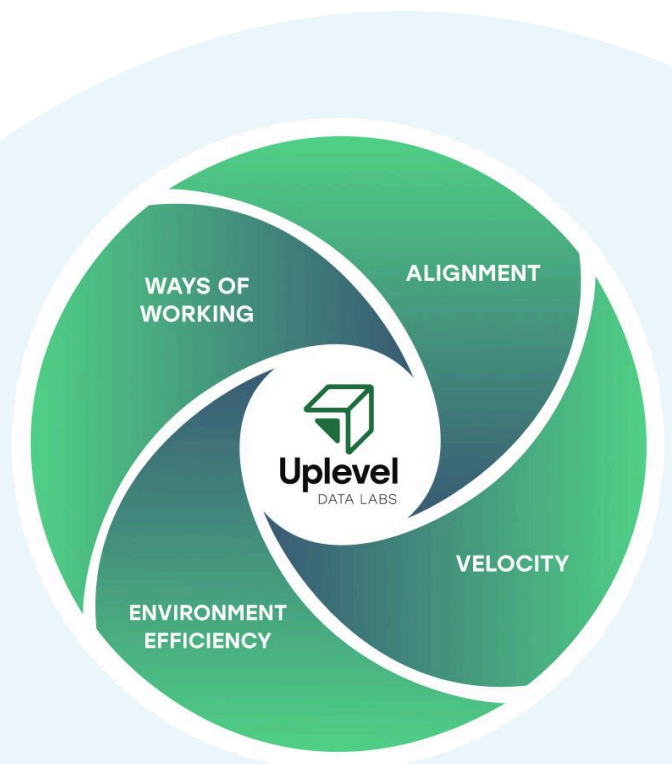 WAYS OF
WORKING
ALIGNMENT
Uplevel
DATA LABS
VELOCITY
ENVIRONMENT
EFFICIENCY